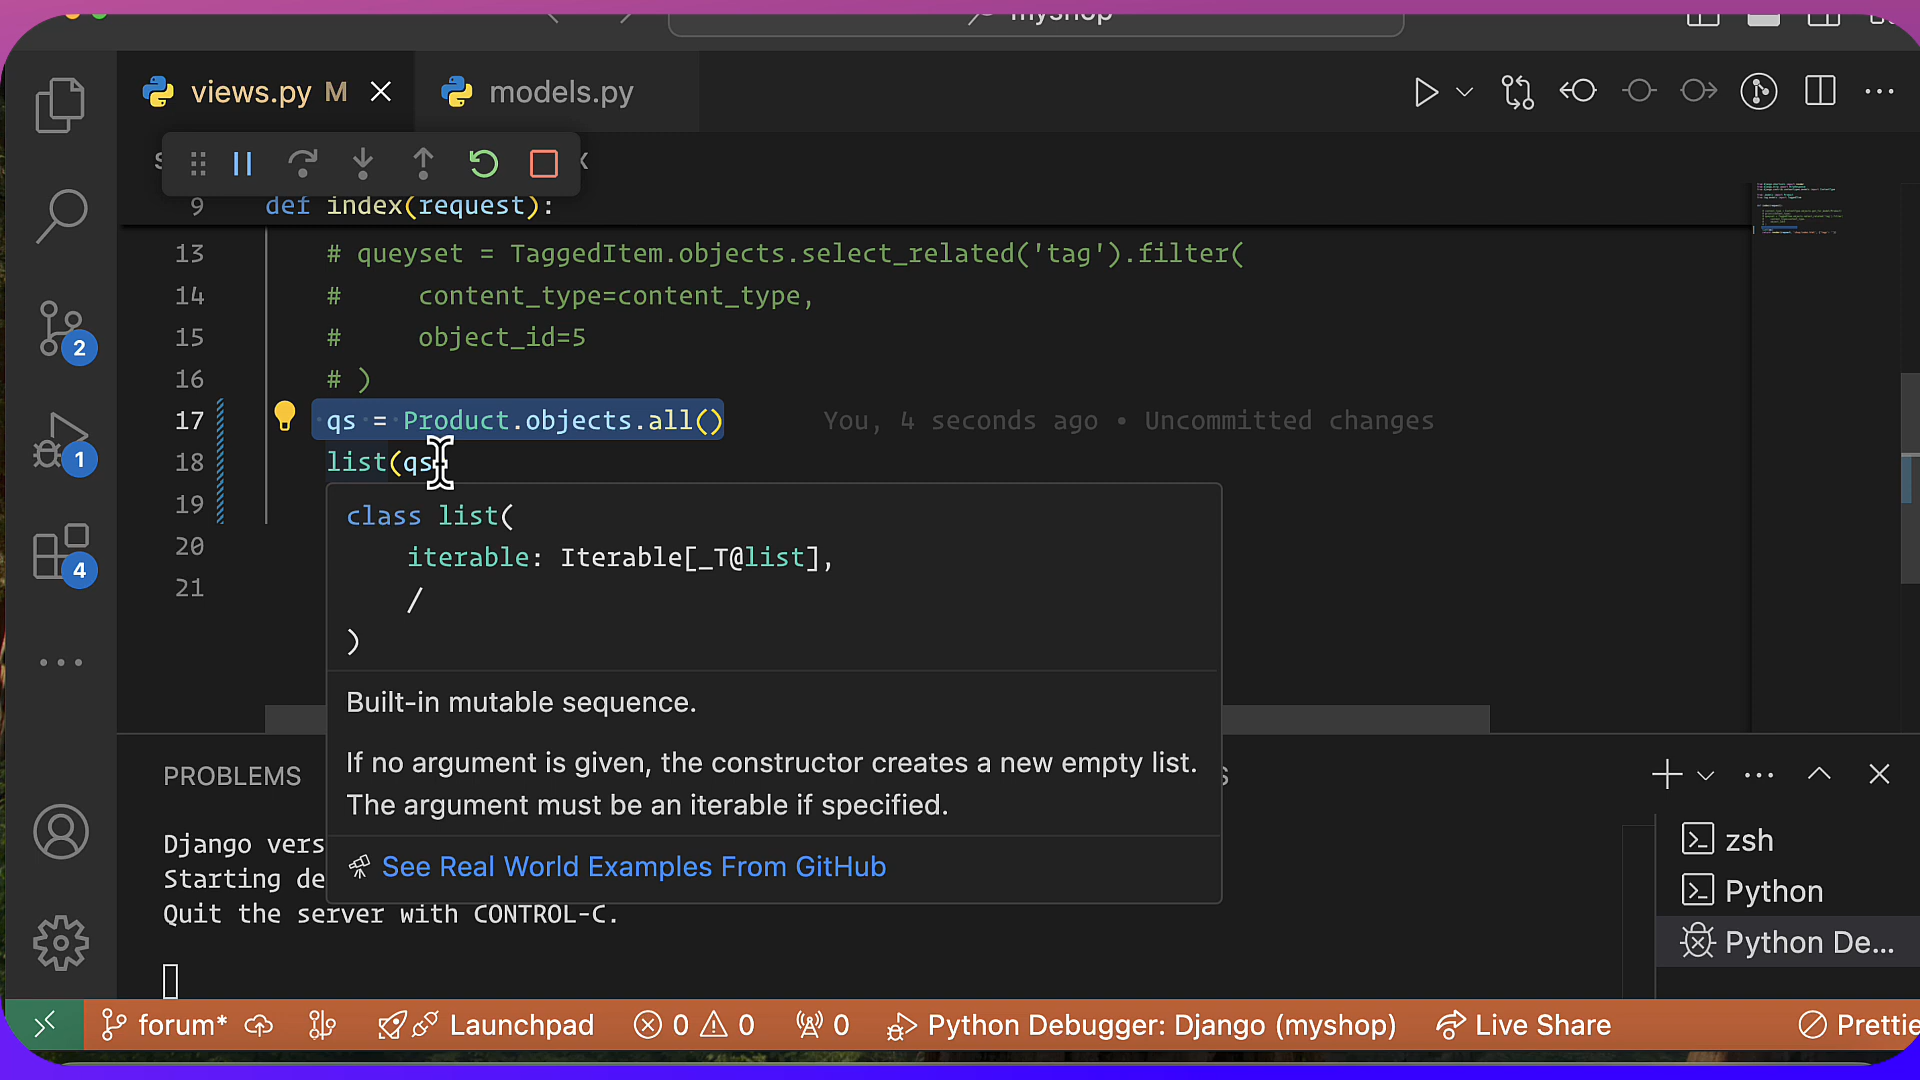 myshop
views.py M
models.py
9 def index(request):
13 # queyset = TaggedItem.objects.select_related('tag').filter(
14 #     content_type=content_type,
15 #     object_id=5
16 # )
17 qs = Product.objects.all() You, 4 seconds ago • Uncommitted changes
18 list(qs
19
20
21
2
1
4
class list(
iterable: Iterable[_T@list],
/
)
Built-in mutable sequence.
If no argument is given, the constructor creates a new empty list.
The argument must be an iterable if specified.
See Real World Examples From GitHub
PROBLEMS
Django vers
Starting de
Quit the server with CONTROL-C.
zsh
Python
Python De...
forum* Launchpad 0 0 0 Python Debugger: Django (myshop) Live Share Prettie